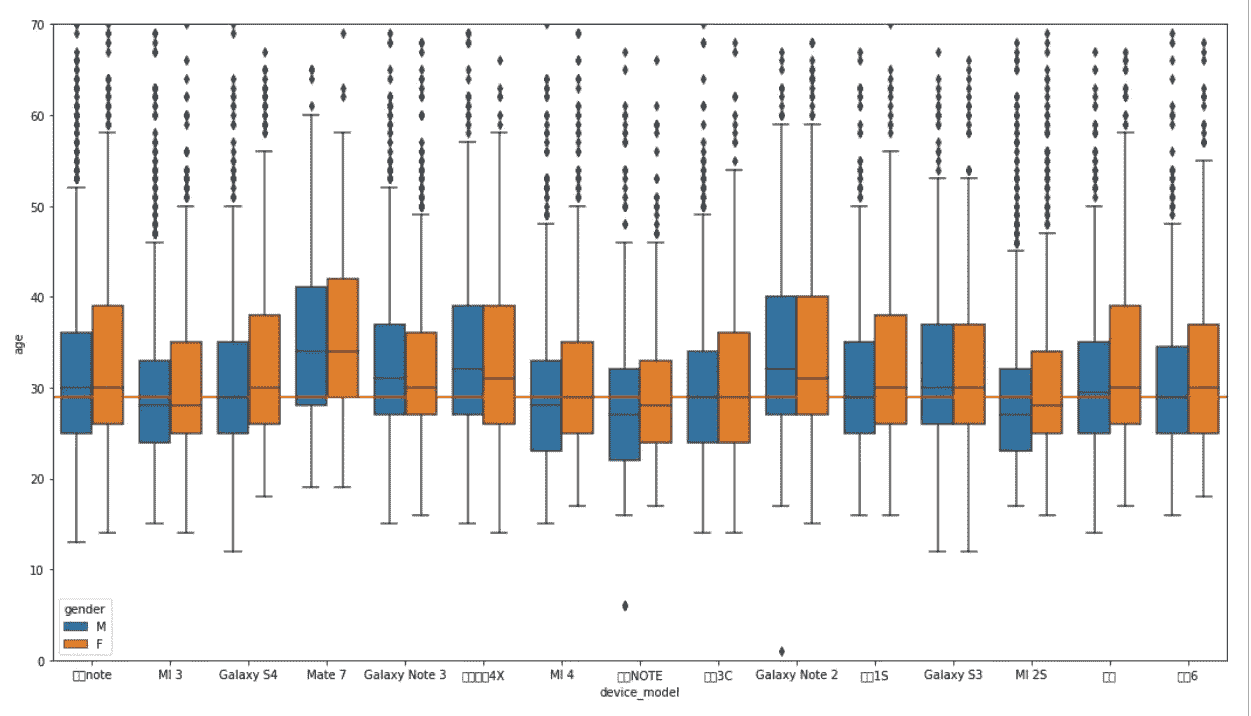 70
60
50
40
30
20
10
0
age
gender
M
F
□□note MI 3 Galaxy S4 Mate 7 Galaxy Note 3 □□□□4X MI 4 □□NOTE □□3C Galaxy Note 2 □□1S Galaxy S3 MI 2S □□ □□6
device_model